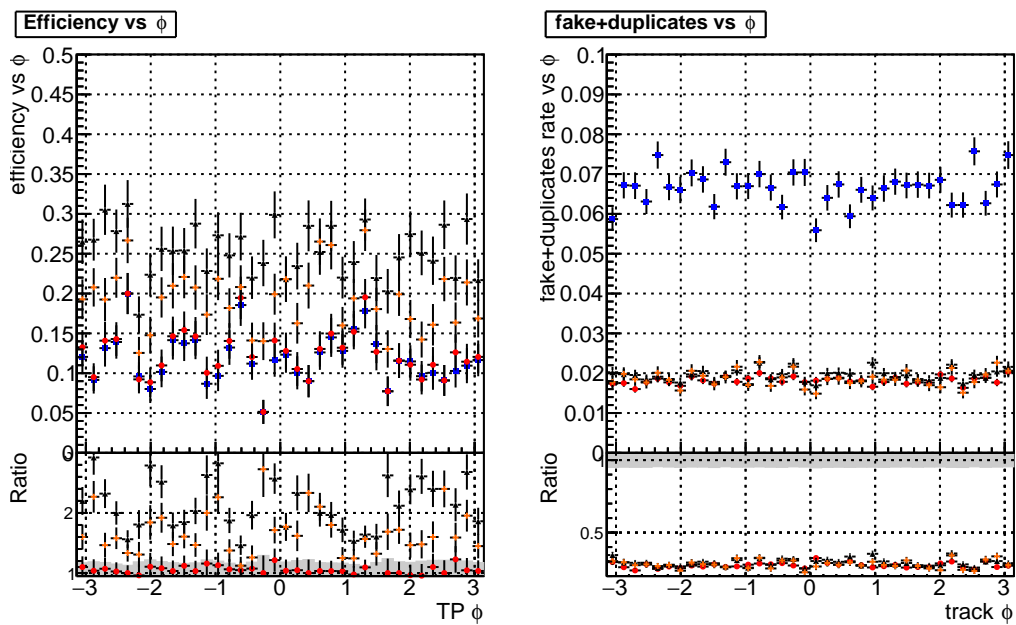 Efficiency vs ϕ
efficiency vs ϕ
0.5
0.45
0.4
0.35
0.3
0.25
0.2
0.15
0.1
0.05
0
Ratio
2
1
−3 −2 −1 0 1 2 3
TP ϕ
fake+duplicates vs ϕ
fake+duplicates rate vs ϕ
0.1
0.09
0.08
0.07
0.06
0.05
0.04
0.03
0.02
0.01
0
Ratio
1
0.5
−3 −2 −1 0 1 2 3
track ϕ